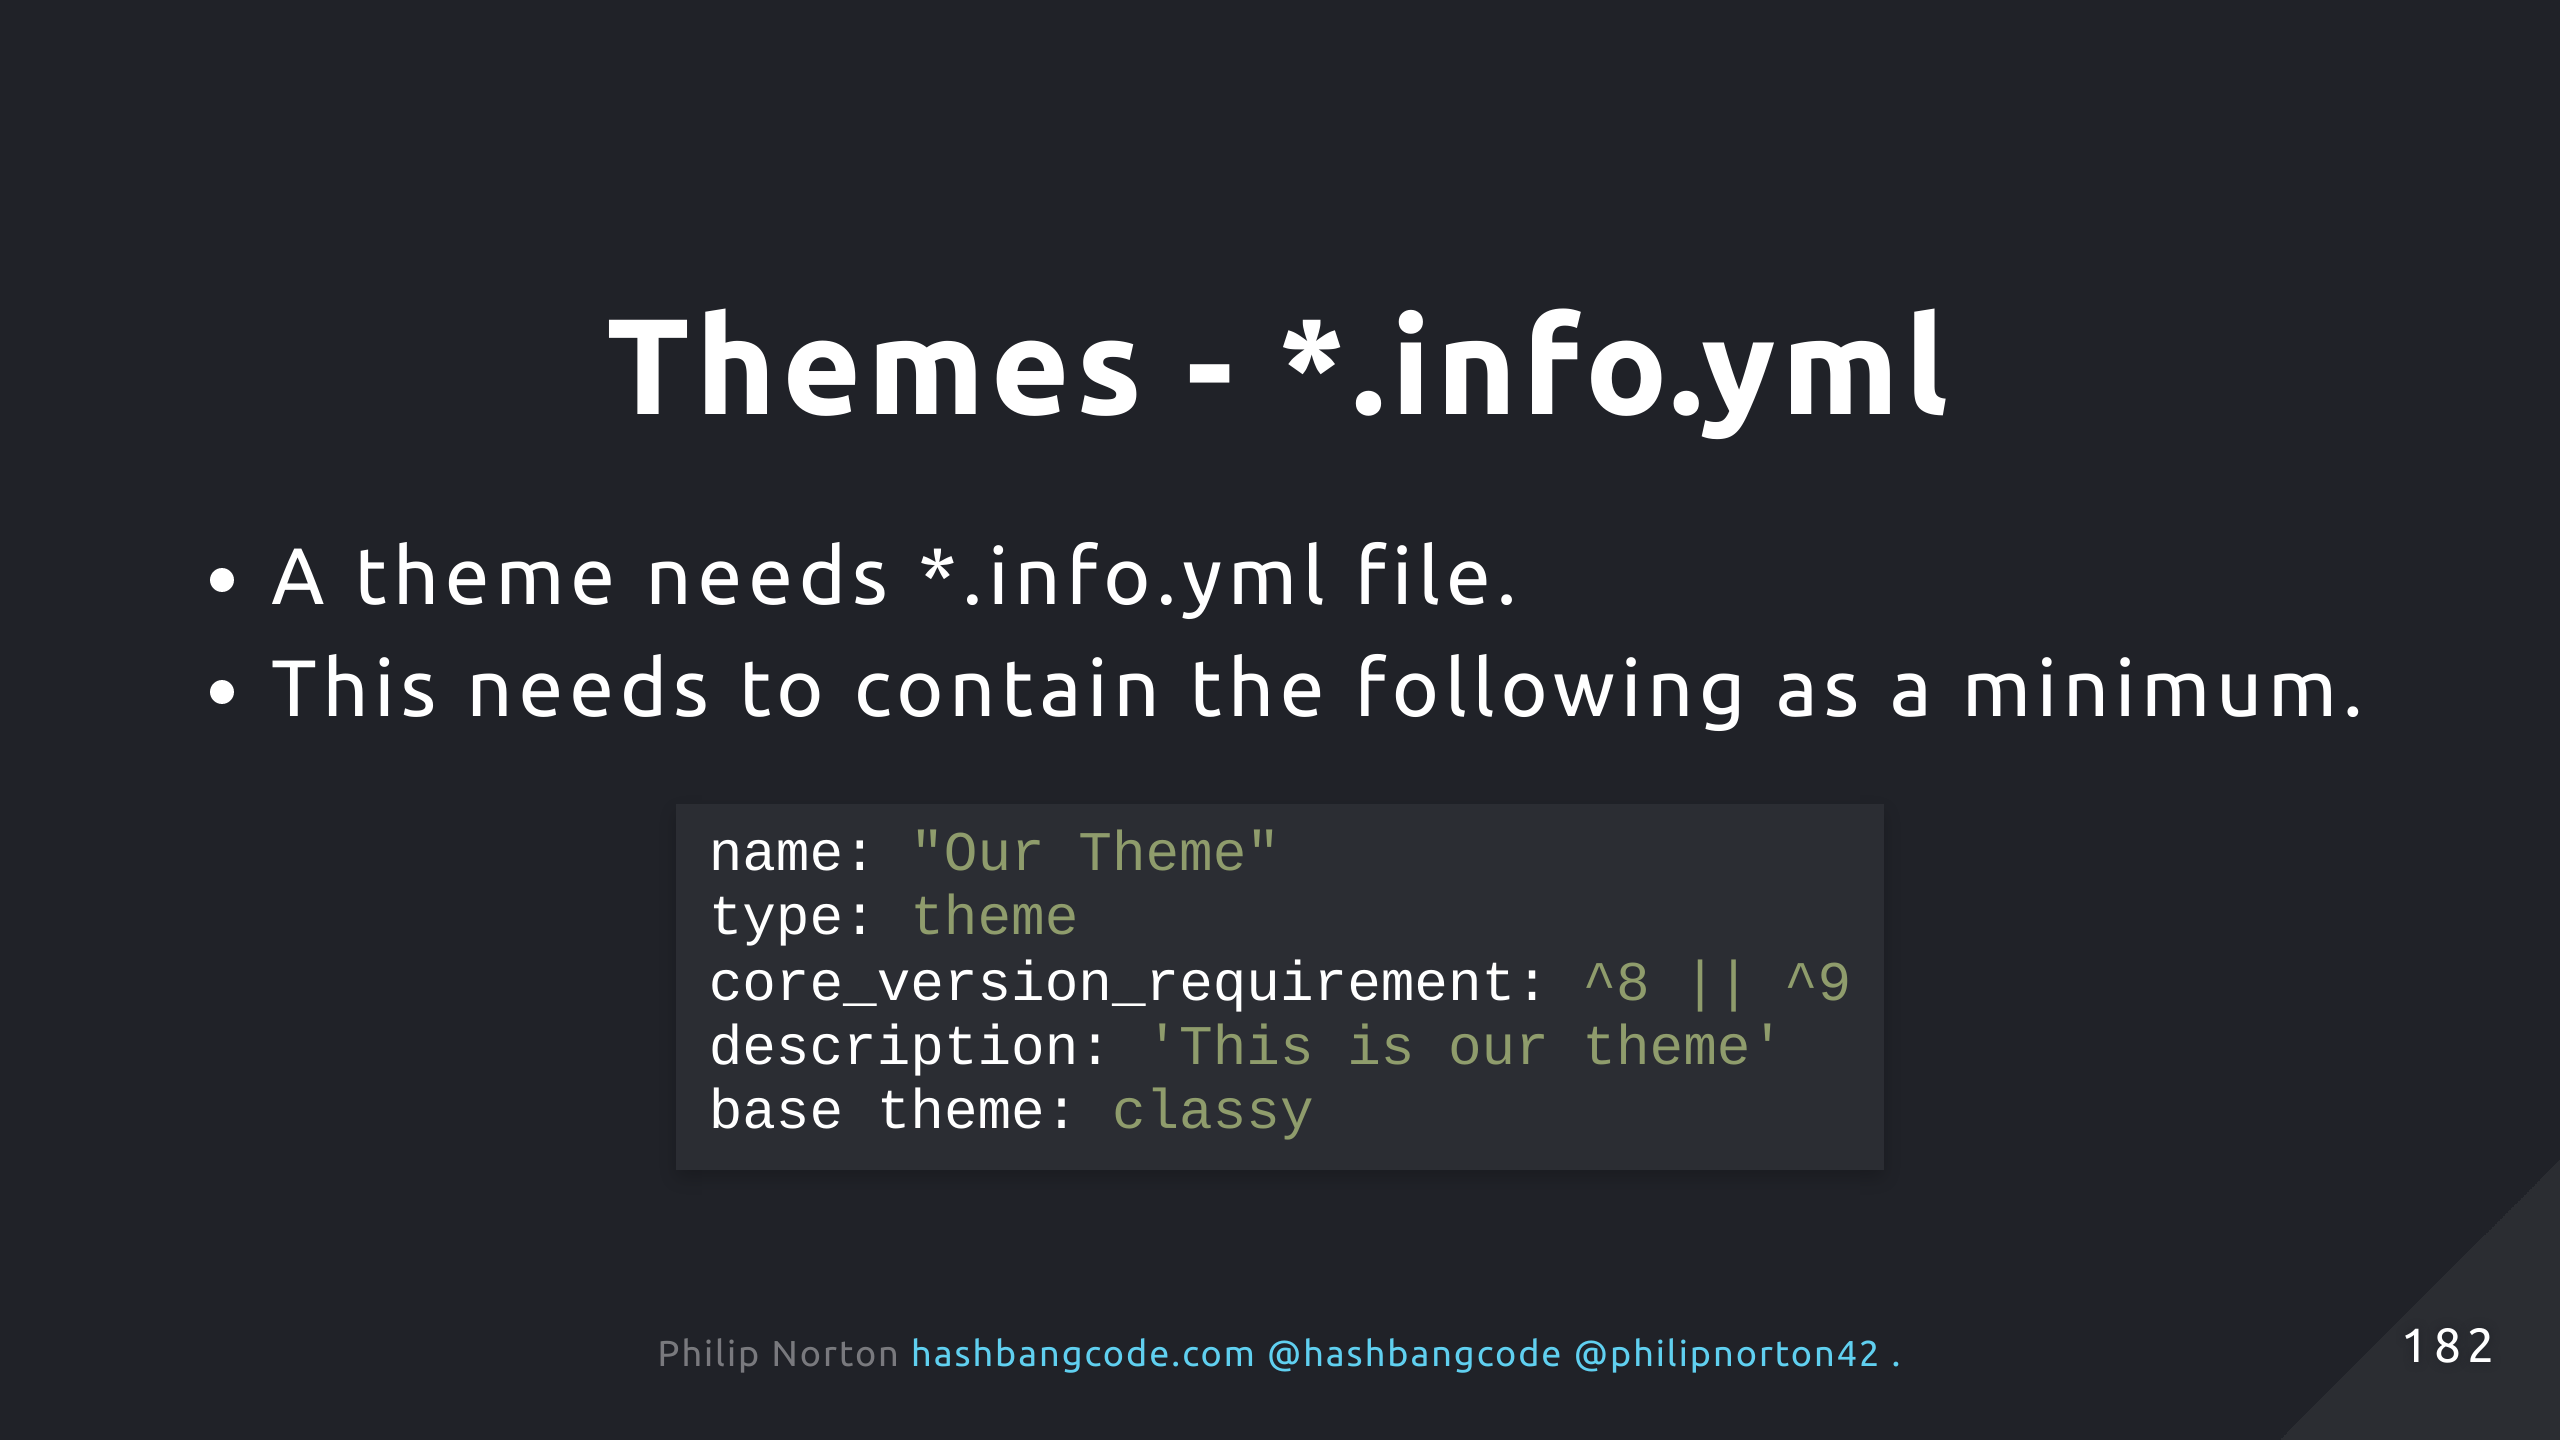 Themes - *.info.yml
• A theme needs *.info.yml file.
• This needs to contain the following as a minimum.
name: "Our Theme"
type: theme
core_version_requirement: ^8 || ^9
description: 'This is our theme'
base theme: classy
Philip Norton hashbangcode.com @hashbangcode @philipnorton42 .
182